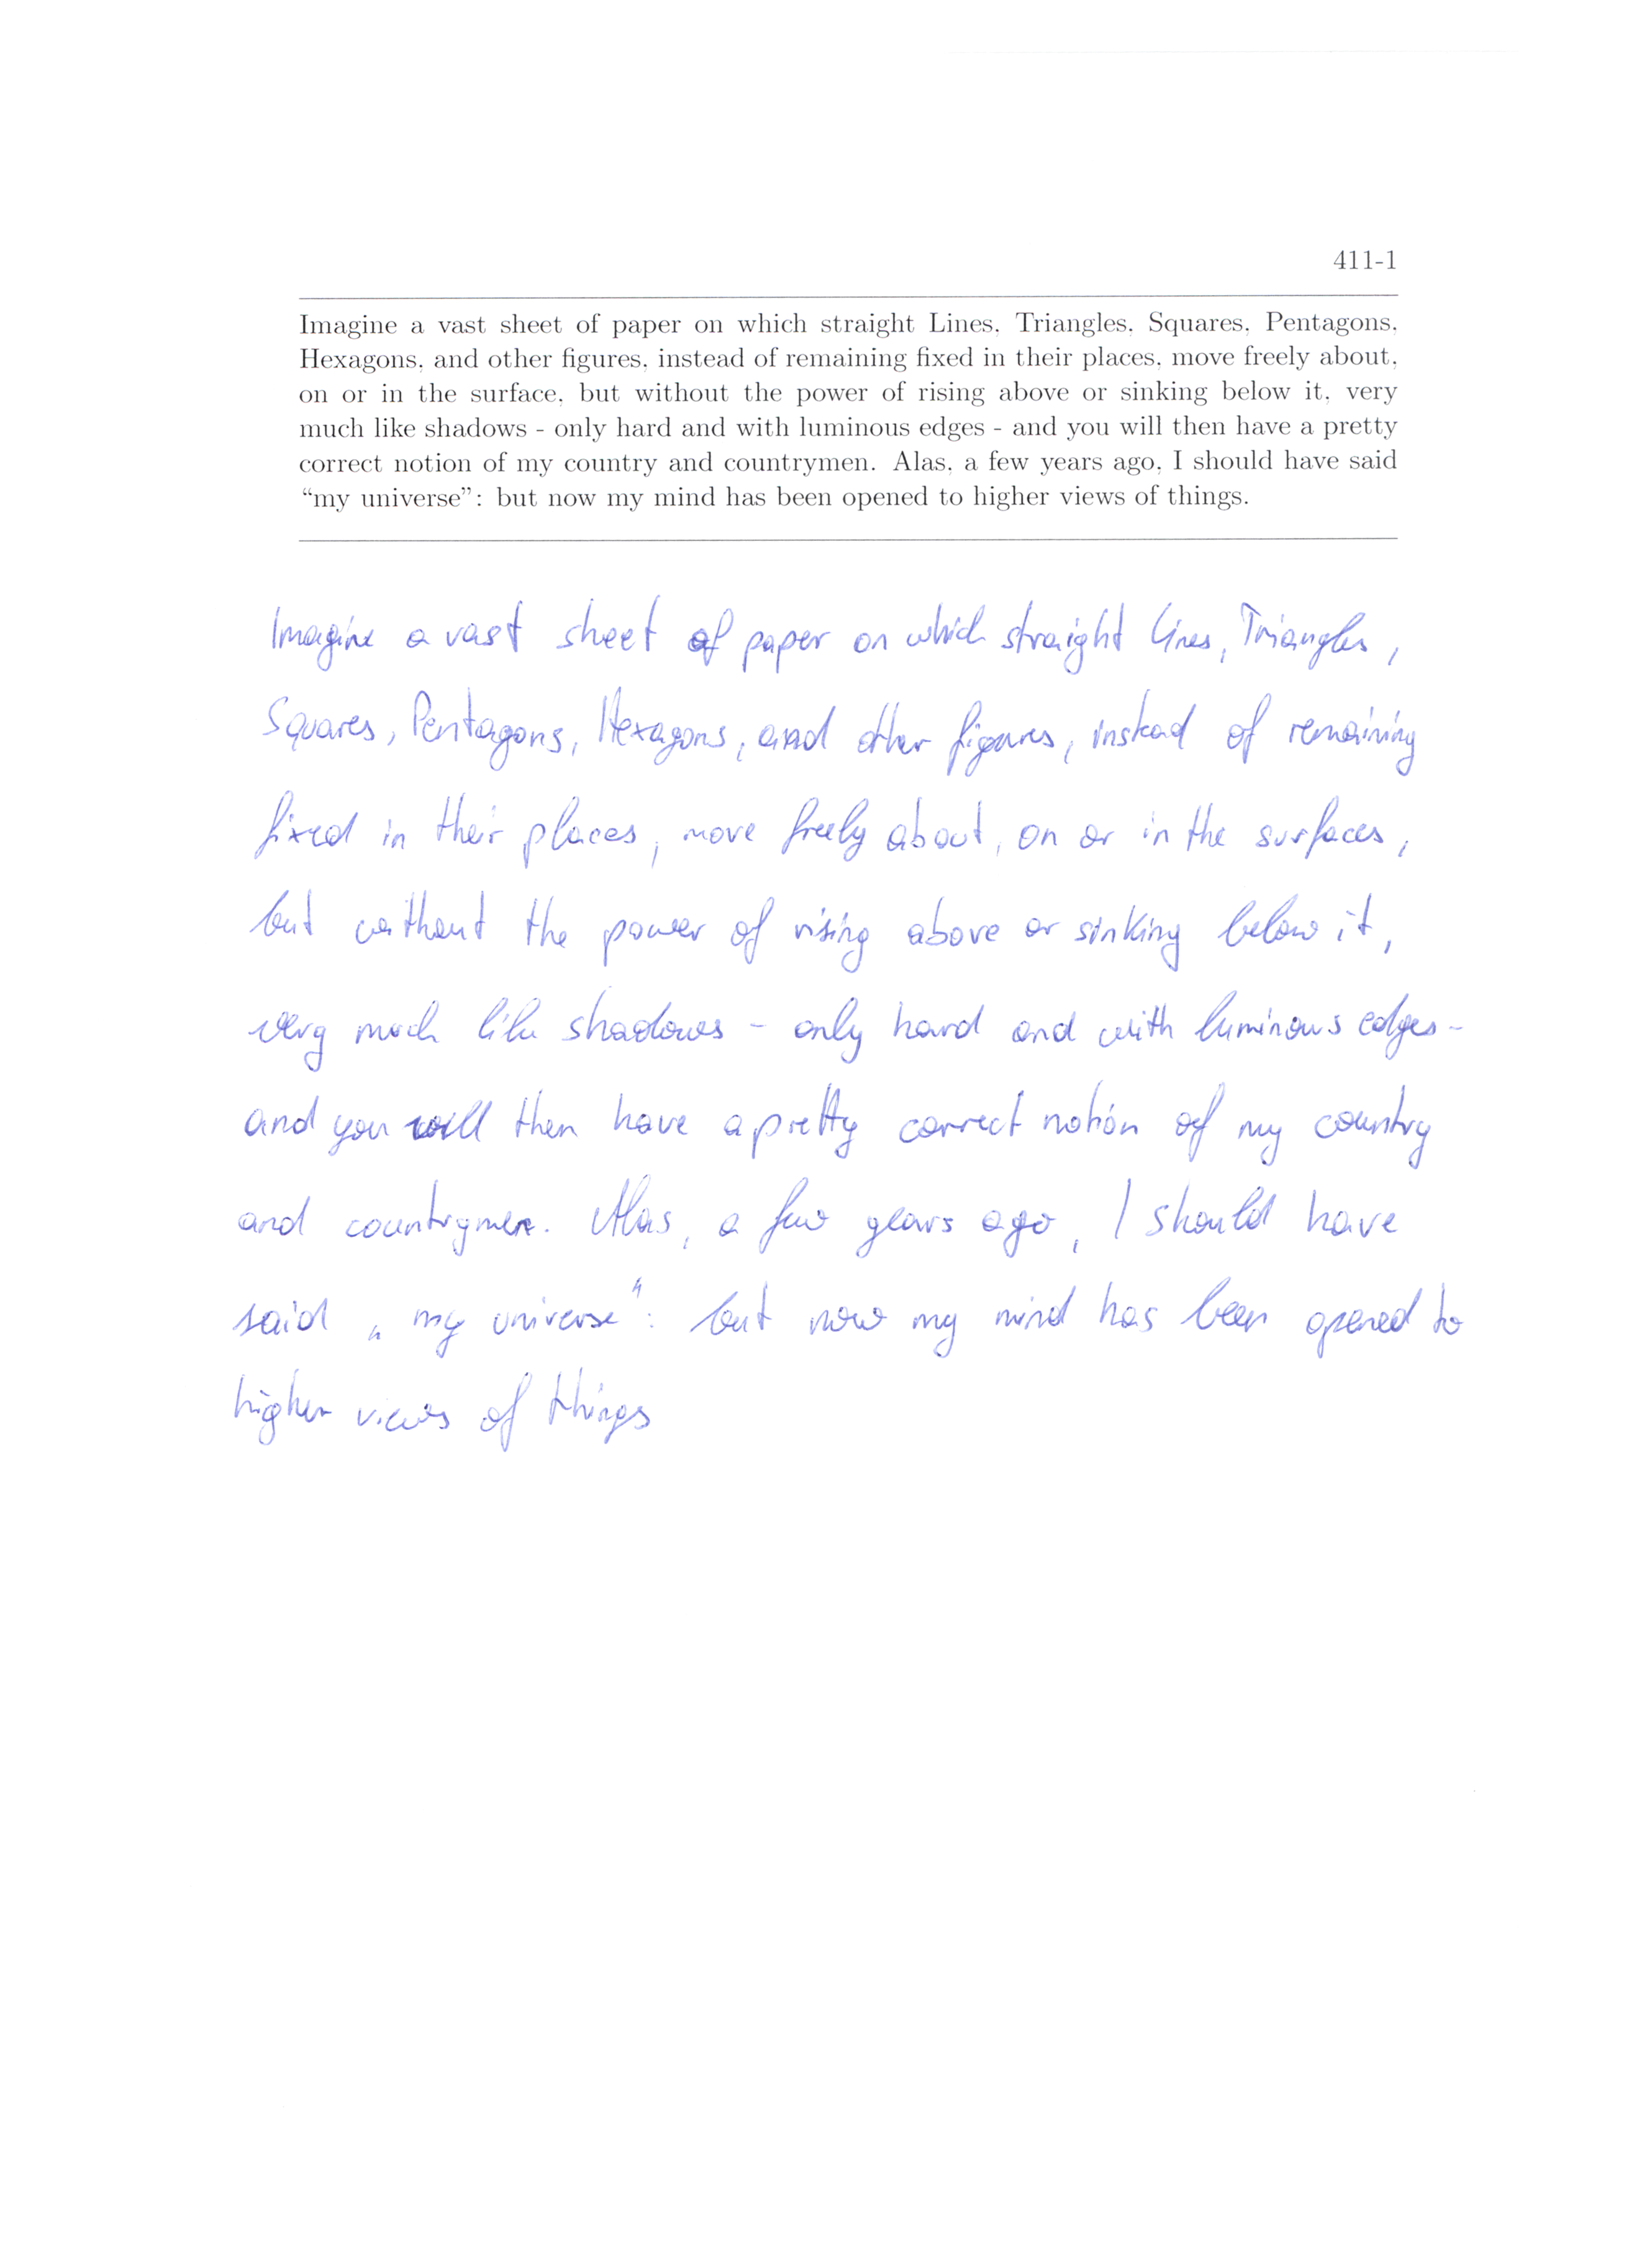 411-1
Imagine a vast sheet of paper on which straight Lines, Triangles, Squares, Pentagons,
Hexagons, and other figures, instead of remaining fixed in their places, move freely about,
on or in the surface, but without the power of rising above or sinking below it, very
much like shadows - only hard and with luminous edges - and you will then have a pretty
correct notion of my country and countrymen. Alas, a few years ago, I should have said
“my universe”: but now my mind has been opened to higher views of things.
Imagine a vast sheet of paper on which straight lines, Triangles,
Squares, Pentagons, Hexagons, and other figures, instead of remaining
fixed in their places, move freely about, on or in the surfaces,
but without the power of rising above or sinking below it,
very much like shadows - only hard and with luminous edges -
and you will then have a pretty correct notion of my country
and countrymen. Alas, a few years ago, I should have
said „my universe“: but now my mind has been opened to
higher views of things